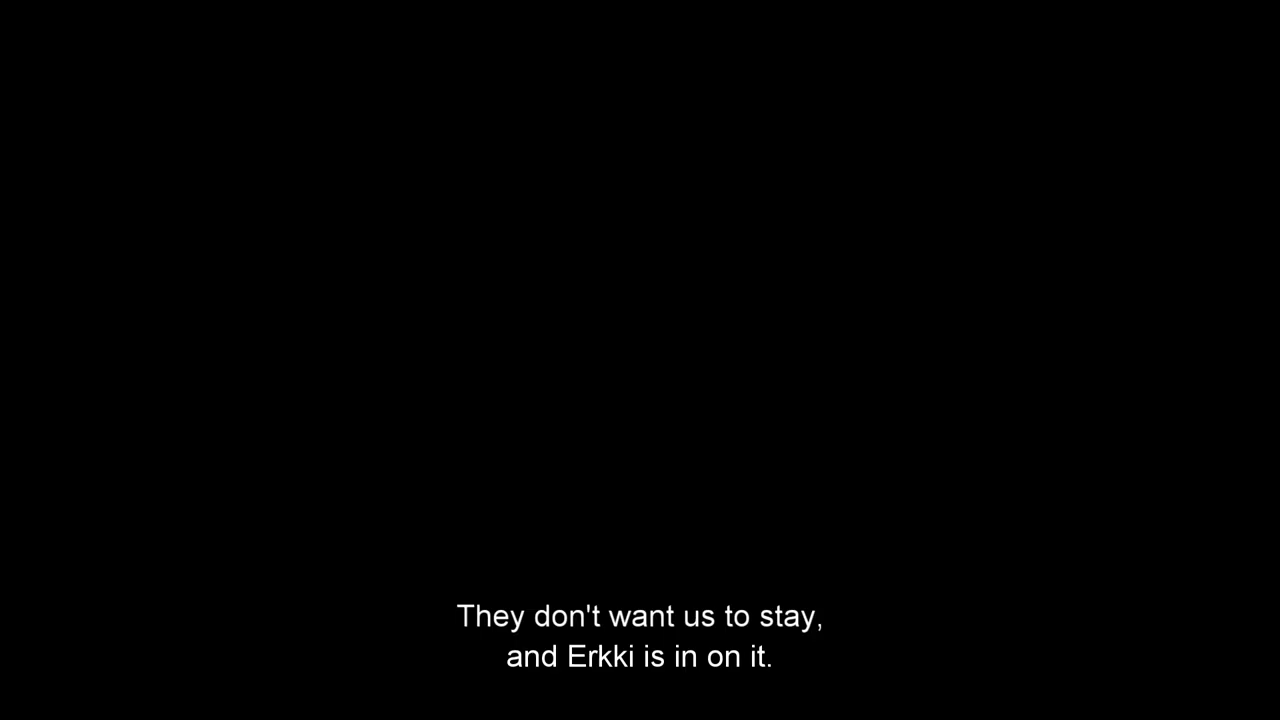 They don't want us to stay,
and Erkki is in on it.